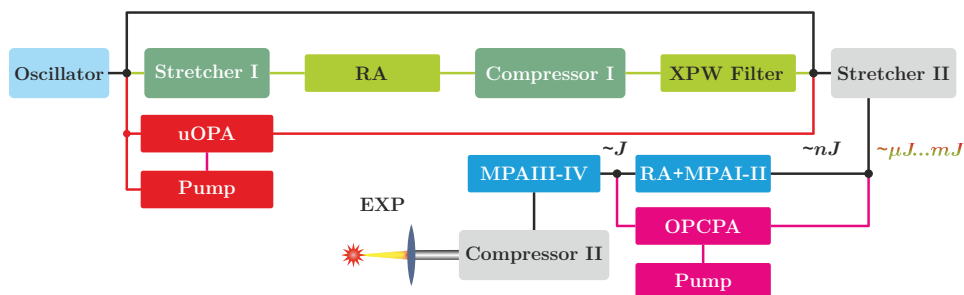 Oscillator
Stretcher I
RA
Compressor I
XPW Filter
Stretcher II
uOPA
Pump
~J
~nJ
~μJ...mJ
MPAIII-IV
RA+MPAI-II
EXP
OPCPA
Compressor II
Pump